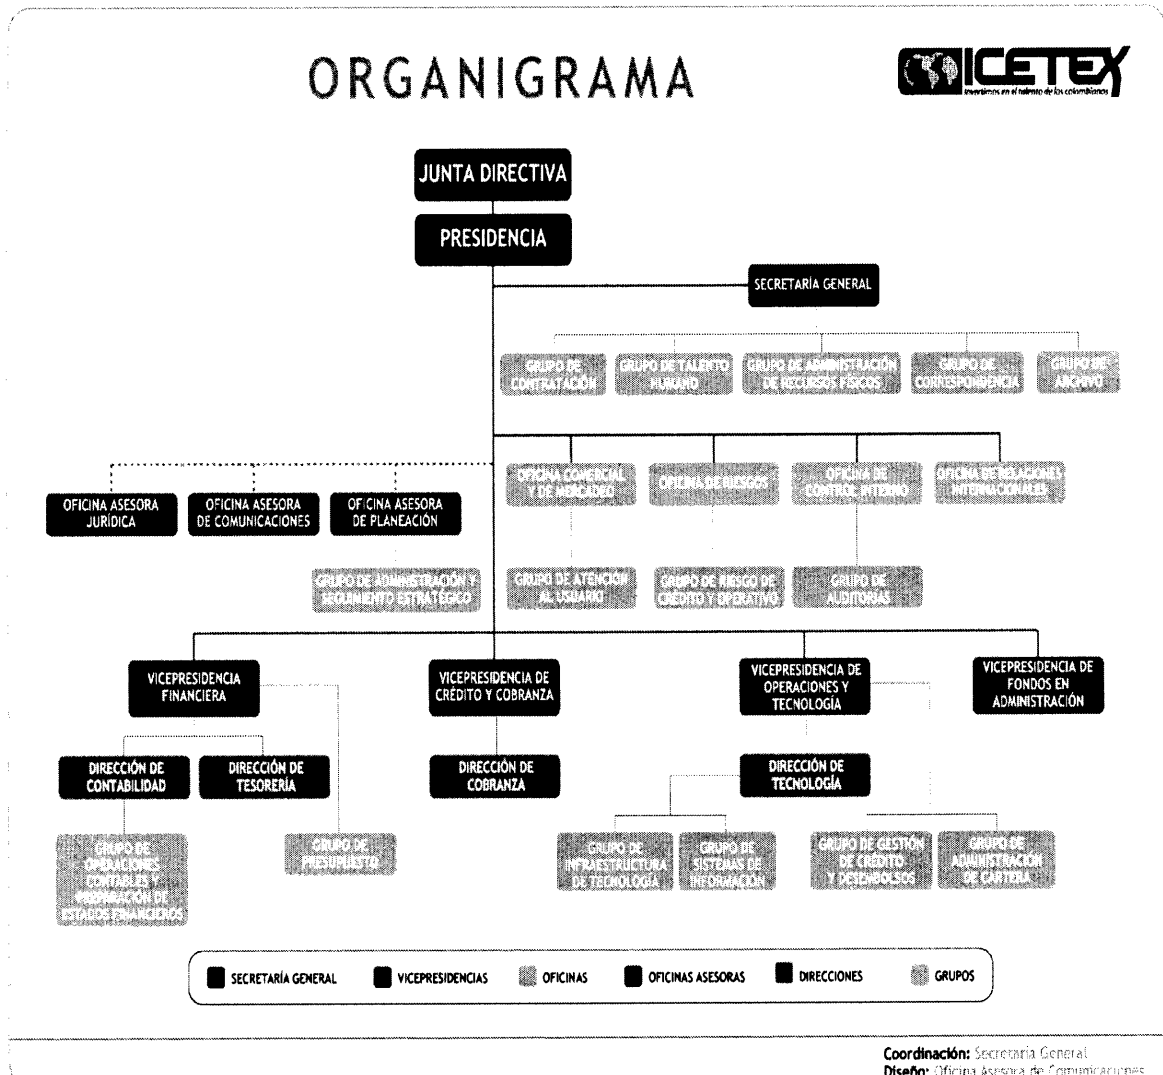 ORGANIGRAMA
ICETEX
Invertimos en el talento de los colombianos
JUNTA DIRECTIVA
PRESIDENCIA
SECRETARÍA GENERAL
GRUPO DE
CONTRATACIÓN
GRUPO DE TALENTO
HUMANO
GRUPO DE ADMINISTRACIÓN
DE RECURSOS FÍSICOS
GRUPO DE
CORRESPONDENCIA
GRUPO DE
ARCHIVO
OFICINA COMERCIAL
Y DE MERCADEO
OFICINA DE RIESGOS
OFICINA DE
CONTROL INTERNO
OFICINA DE RELACIONES
INTERNACIONALES
OFICINA ASESORA
JURÍDICA
OFICINA ASESORA
DE COMUNICACIONES
OFICINA ASESORA
DE PLANEACIÓN
GRUPO DE ADMINISTRACIÓN Y
SEGUIMIENTO ESTRATÉGICO
GRUPO DE ATENCIÓN
AL USUARIO
GRUPO DE RIESGO DE
CRÉDITO Y OPERATIVO
GRUPO DE
AUDITORIAS
VICEPRESIDENCIA
FINANCIERA
VICEPRESIDENCIA DE
CRÉDITO Y COBRANZA
VICEPRESIDENCIA DE
OPERACIONES Y
TECNOLOGÍA
VICEPRESIDENCIA DE
FONDOS EN
ADMINISTRACIÓN
DIRECCIÓN DE
CONTABILIDAD
DIRECCIÓN DE
TESORERÍA
DIRECCIÓN DE
COBRANZA
DIRECCIÓN DE
TECNOLOGÍA
GRUPO DE
OPERACIONES
CONTABLES Y
PREPARACIÓN DE
ESTADOS FINANCIEROS
GRUPO DE
PRESUPUESTO
GRUPO DE
INFRAESTRUCTURA
DE TECNOLOGÍA
GRUPO DE
SISTEMAS DE
INFORMACIÓN
GRUPO DE GESTIÓN
DE CRÉDITO
Y DESEMBOLSOS
GRUPO DE
ADMINISTRACIÓN
DE CARTERA
SECRETARÍA GENERAL
VICEPRESIDENCIAS
OFICINAS
OFICINAS ASESORAS
DIRECCIONES
GRUPOS
Coordinación: Secretaría General
Diseño: Oficina Asesora de Comunicaciones